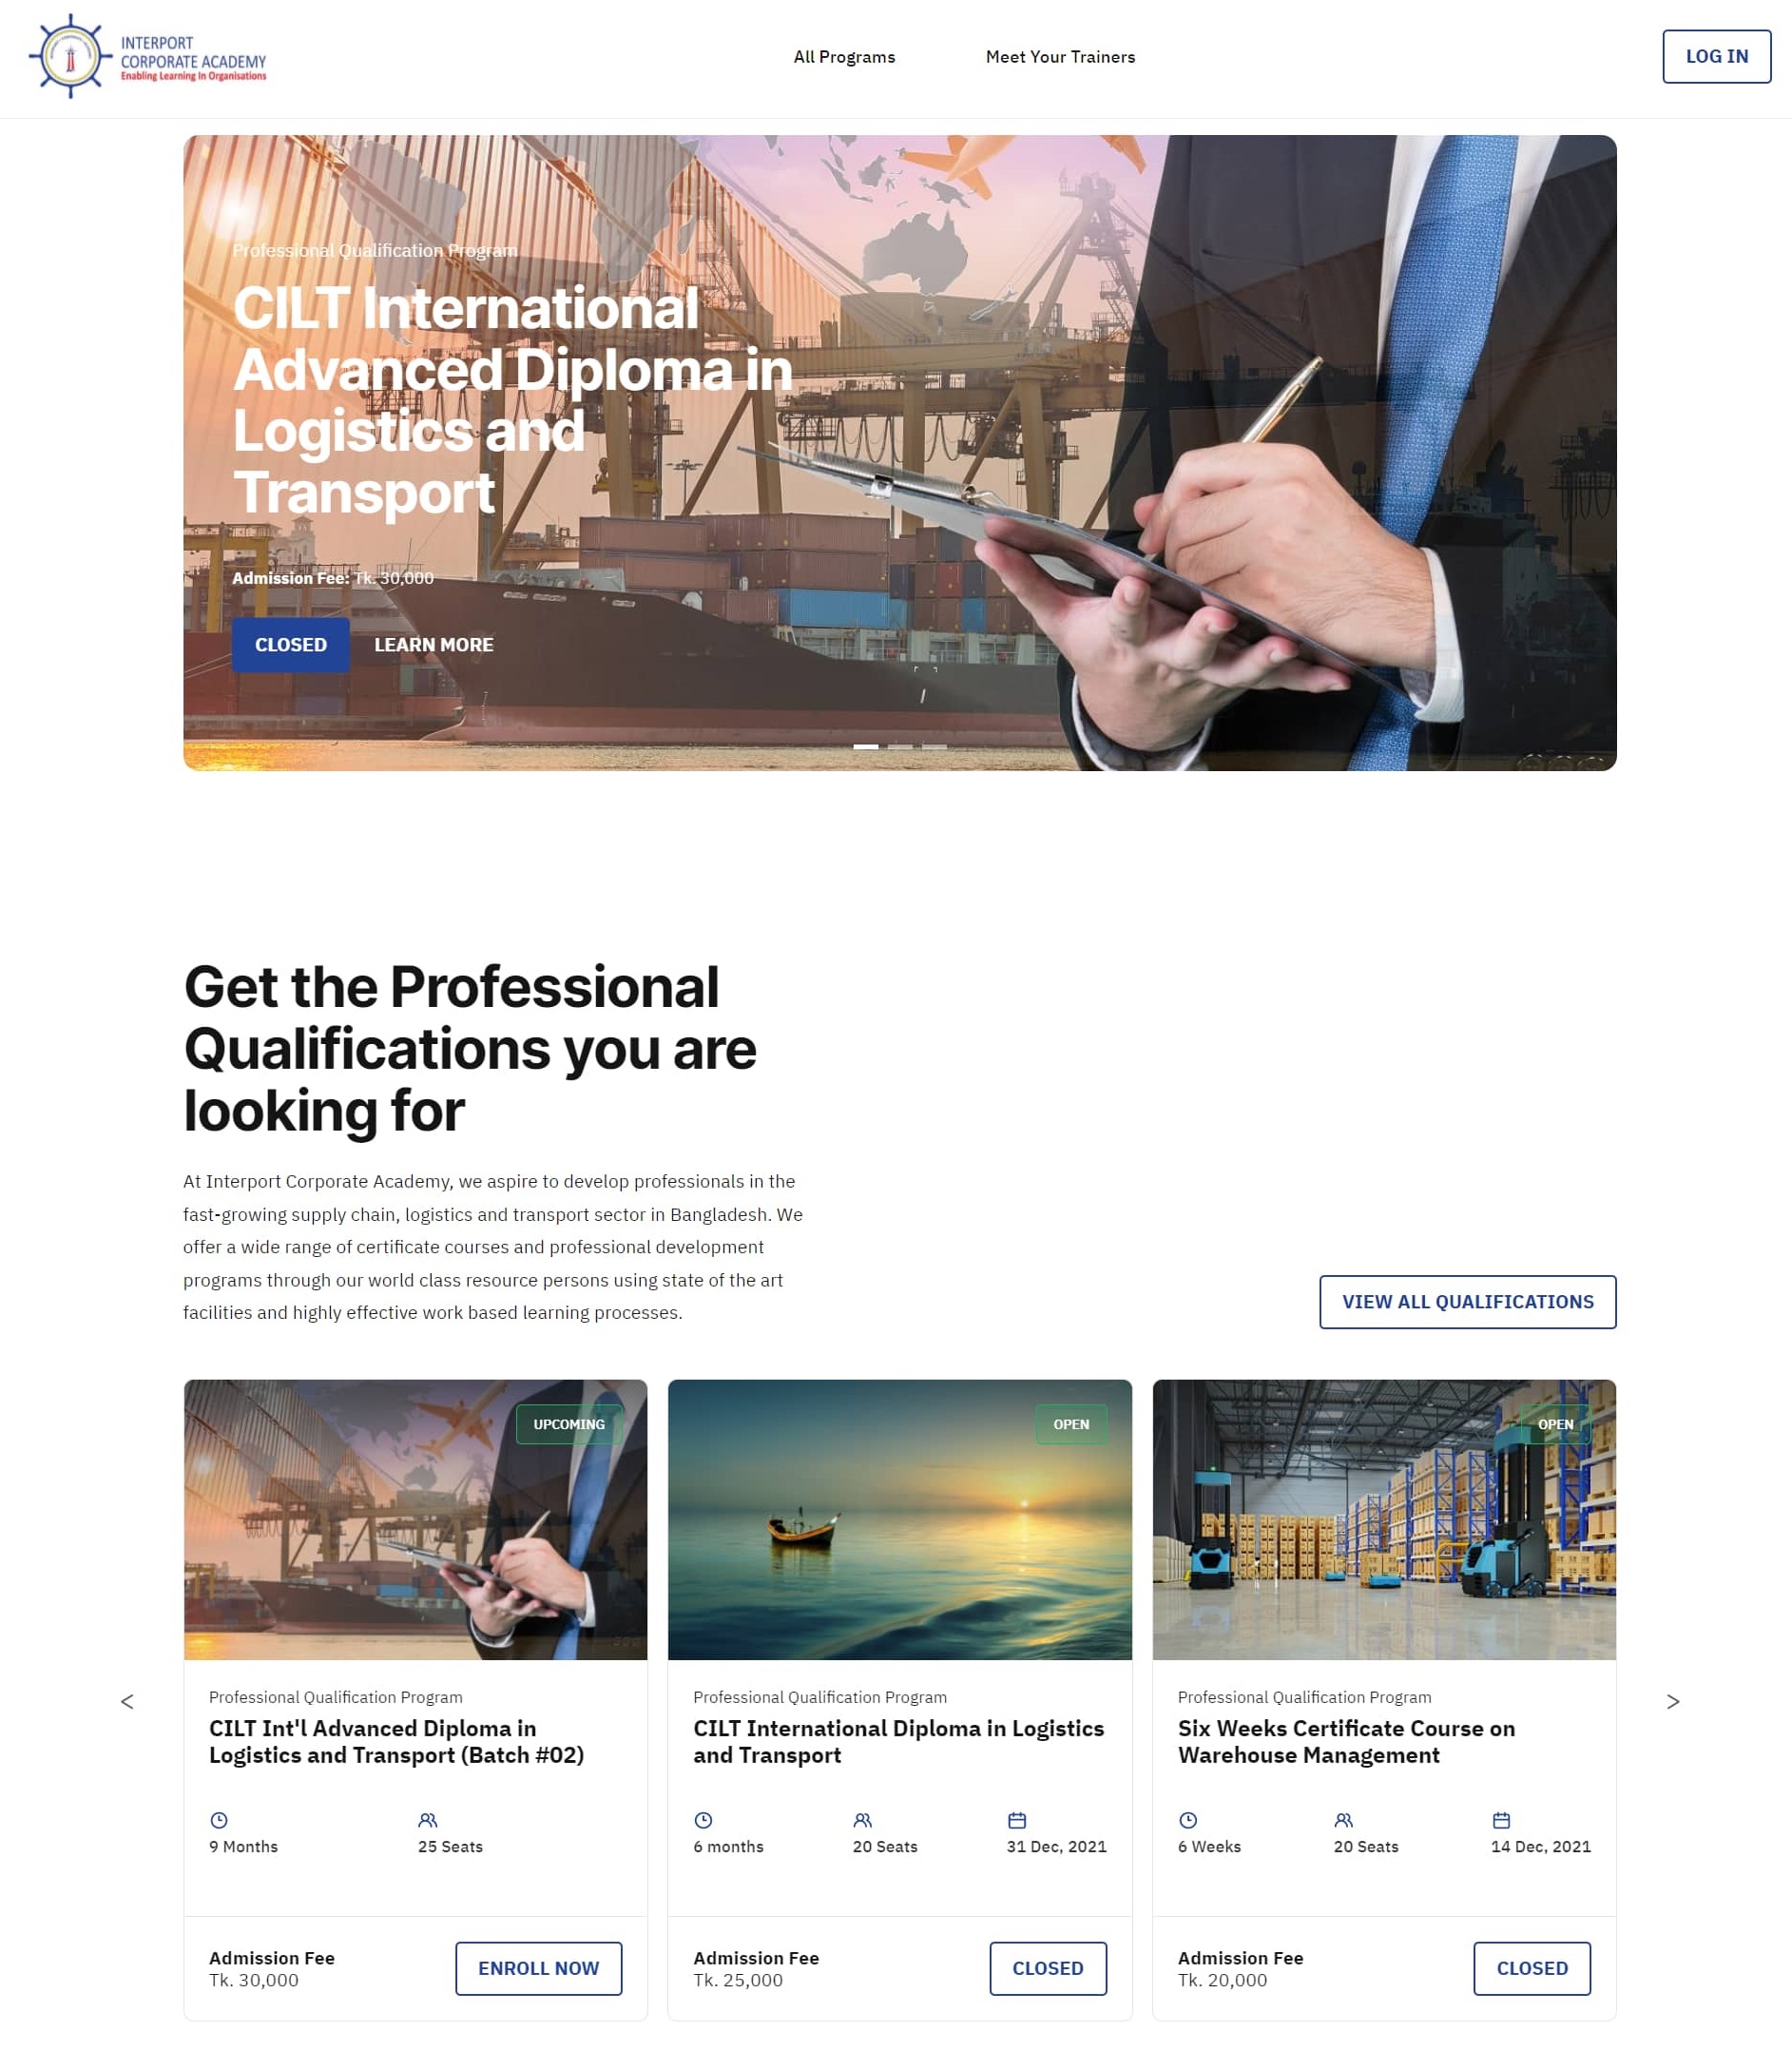 INTERPORT
CORPORATE ACADEMY
Enabling Learning In Organisations
All Programs
Meet Your Trainers
LOG IN
Professional Qualification Program
CILT International
Advanced Diploma in
Logistics and
Transport
Admission Fee: Tk. 30,000
CLOSED
LEARN MORE
Get the Professional
Qualifications you are
looking for
At Interport Corporate Academy, we aspire to develop professionals in the
fast-growing supply chain, logistics and transport sector in Bangladesh. We
offer a wide range of certificate courses and professional development
programs through our world class resource persons using state of the art
facilities and highly effective work based learning processes.
VIEW ALL QUALIFICATIONS
UPCOMING
Professional Qualification Program
CILT Int'l Advanced Diploma in
Logistics and Transport (Batch #02)
9 Months
25 Seats
Admission Fee
Tk. 30,000
ENROLL NOW
OPEN
Professional Qualification Program
CILT International Diploma in Logistics
and Transport
6 months
20 Seats
31 Dec, 2021
Admission Fee
Tk. 25,000
CLOSED
OPEN
Professional Qualification Program
Six Weeks Certificate Course on
Warehouse Management
6 Weeks
20 Seats
14 Dec, 2021
Admission Fee
Tk. 20,000
CLOSED